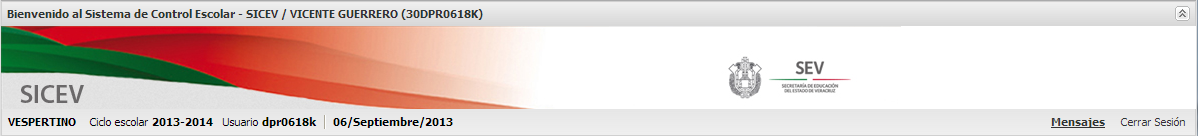 Bienvenido al Sistema de Control Escolar - SICEV / VICENTE GUERRERO (30DPR0618K)
SEV
SECRETARÍA DE EDUCACIÓN
DEL ESTADO DE VERACRUZ
SICEV
VESPERTINO Ciclo escolar 2013-2014 Usuario dpr0618k 06/Septiembre/2013 Mensajes Cerrar Sesión